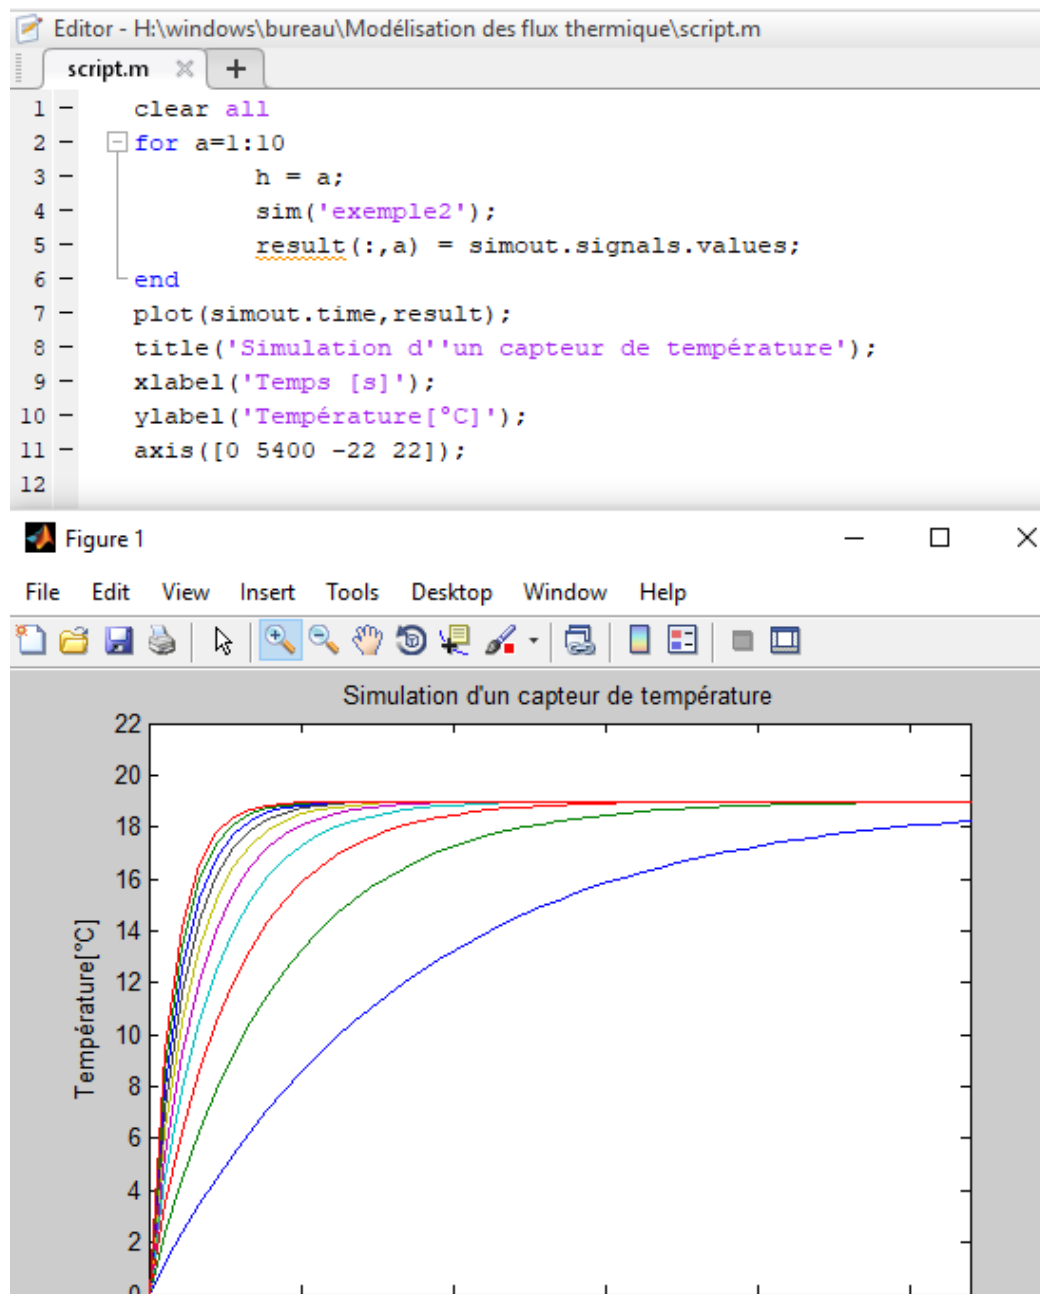 Editor - H:\windows\bureau\Modélisation des flux thermique\script.m
script.m
1 clear all
2 for a=1:10
3 h = a;
4 sim('exemple2');
5 result(:,a) = simout.signals.values;
6 end
7 plot(simout.time,result);
8 title('Simulation d''un capteur de température');
9 xlabel('Temps [s]');
10 ylabel('Température[°C]');
11 axis([0 5400 -22 22]);
12
Figure 1
File Edit View Insert Tools Desktop Window Help
Simulation d'un capteur de température
22
20
18
16
14
12
10
8
6
4
2
0
Température[°C]